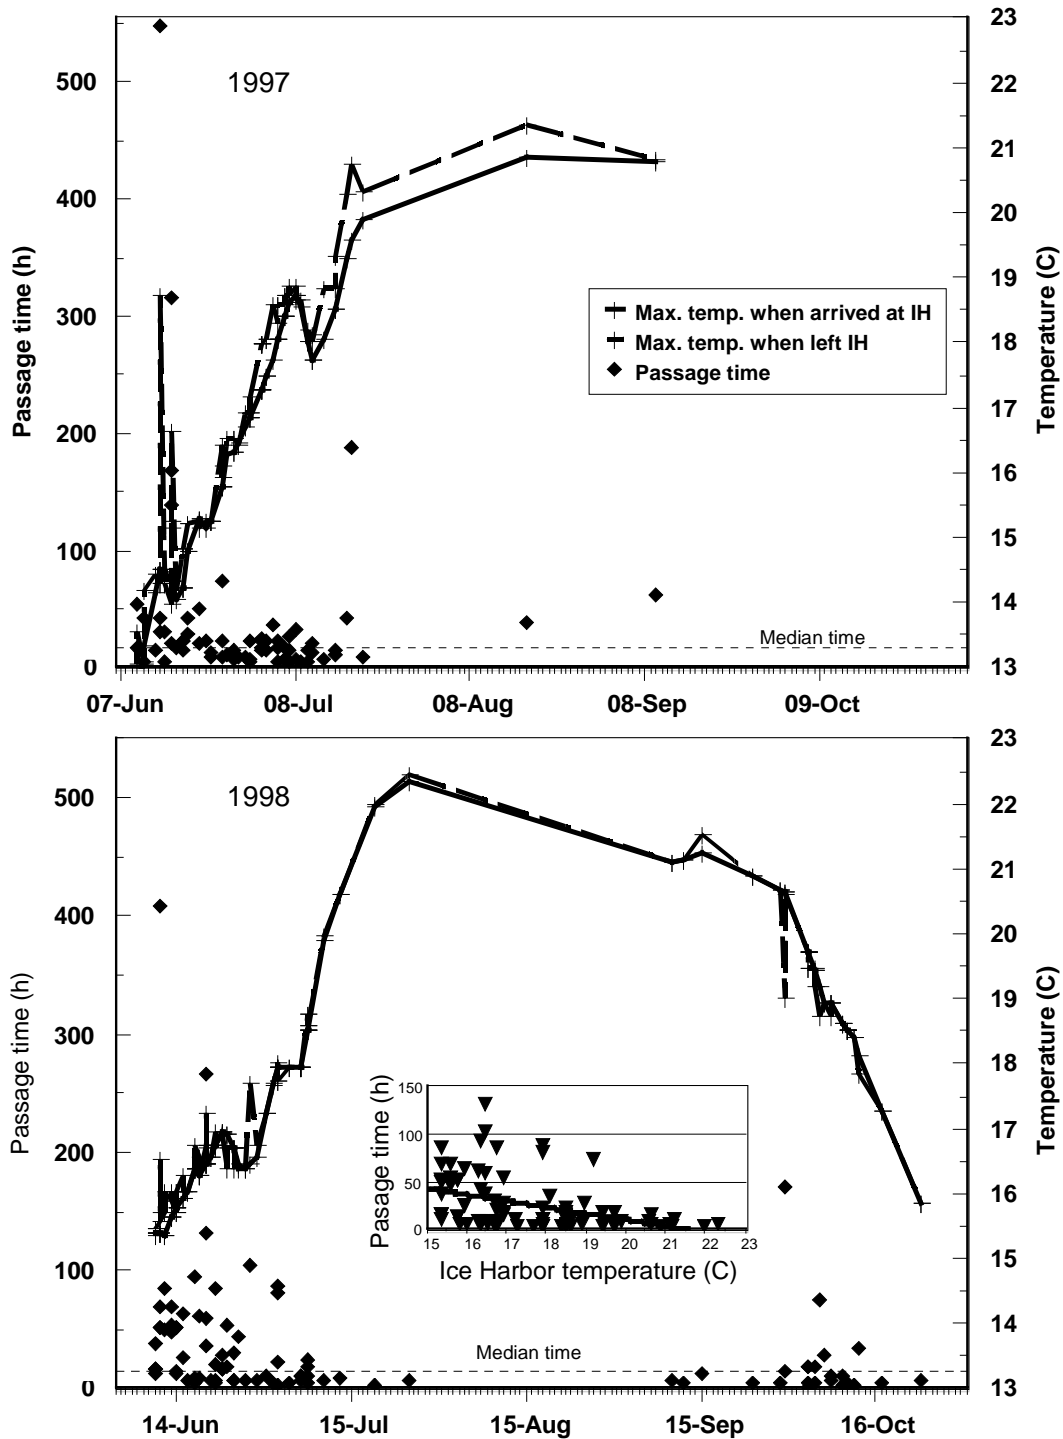 1997
500
400
300
200
100
0
Passage time (h)
23
22
21
20
19
18
17
16
15
14
13
Temperature (C)
Max. temp. when arrived at IH
Max. temp. when left IH
Passage time
Median time
07-Jun 08-Jul 08-Aug 08-Sep 09-Oct
1998
500
400
300
200
100
0
Passage time (h)
23
22
21
20
19
18
17
16
15
14
13
Temperature (C)
150
100
50
0
Passage time (h)
15 16 17 18 19 20 21 22 23
Ice Harbor temperature (C)
Median time
14-Jun 15-Jul 15-Aug 15-Sep 16-Oct